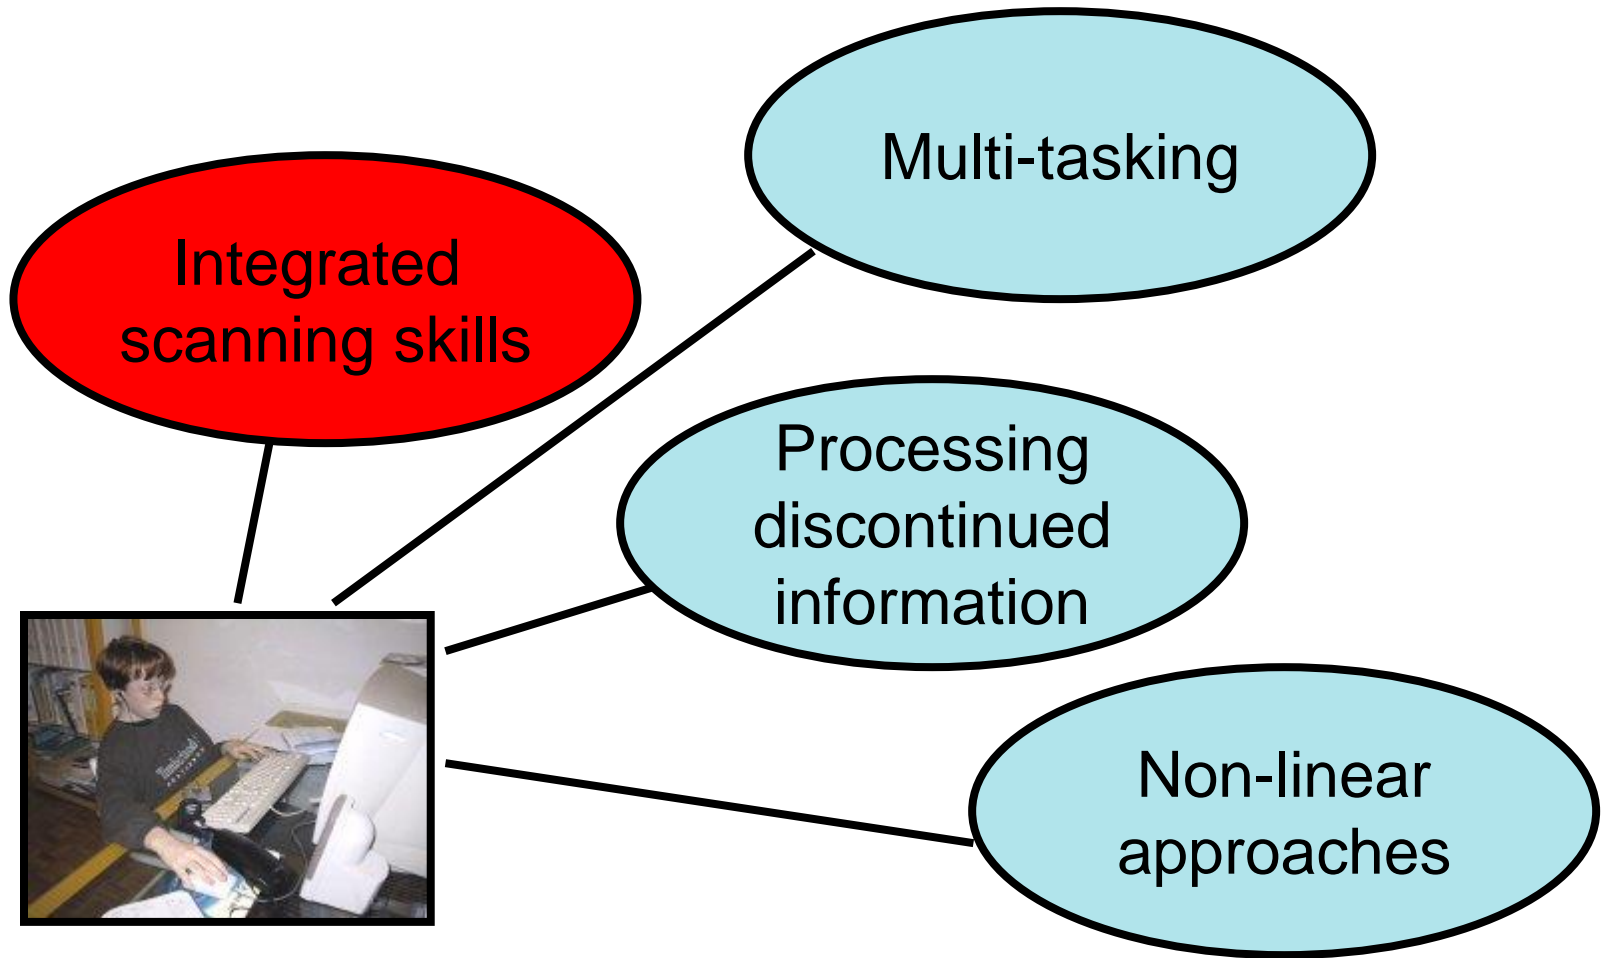 Multi-tasking
Integrated
scanning skills
Processing
discontinued
information
Non-linear
approaches